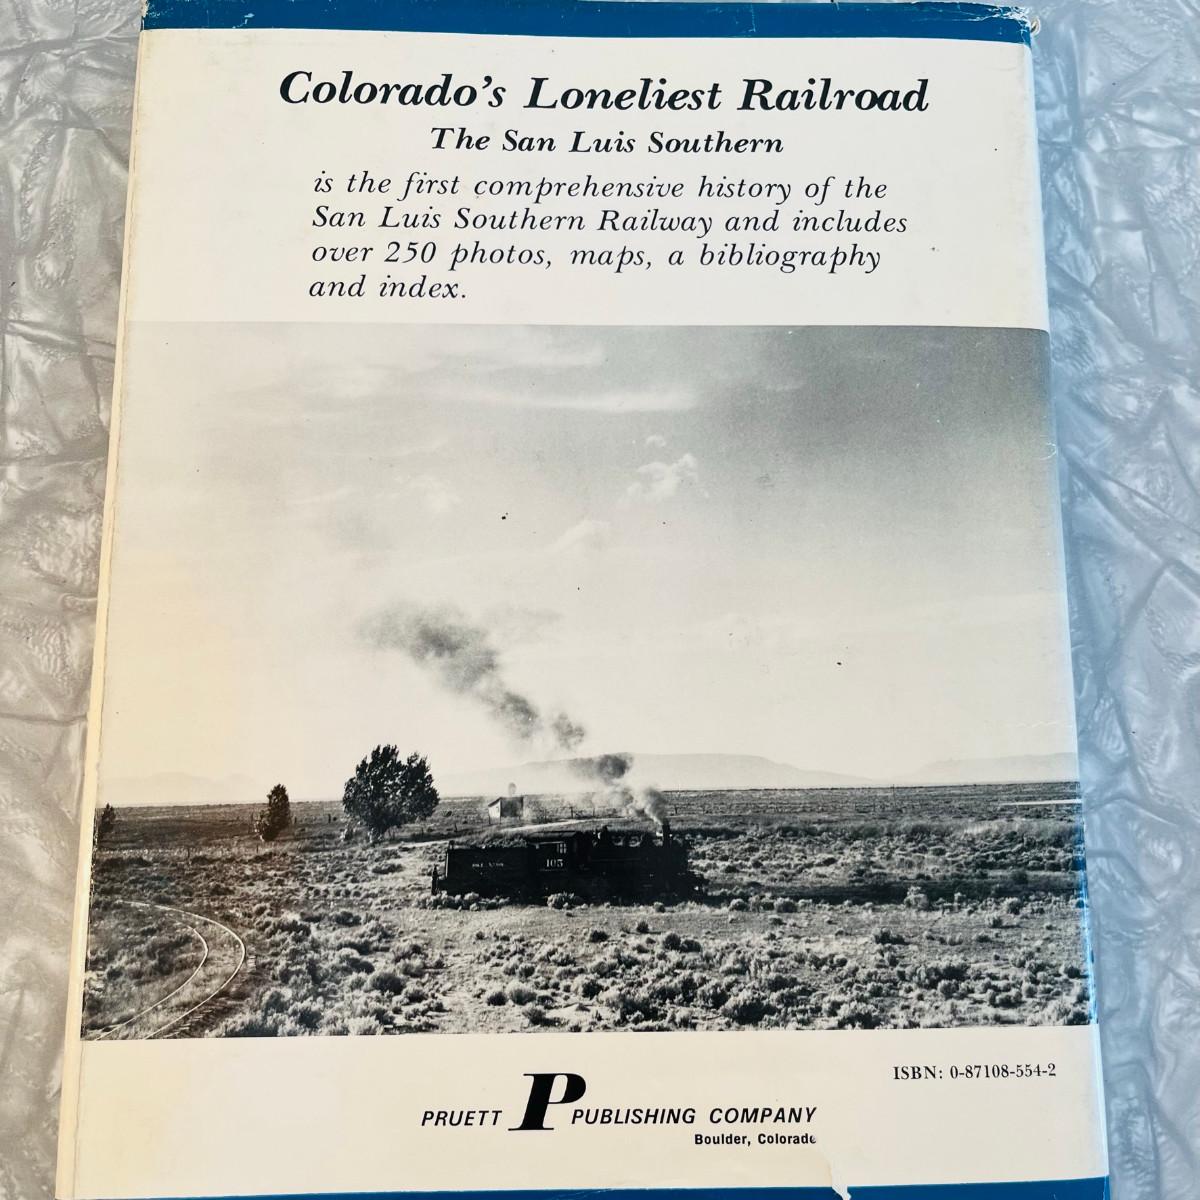 Colorado's Loneliest Railroad
The San Luis Southern
is the first comprehensive history of the
San Luis Southern Railway and includes
over 250 photos, maps, a bibliography
and index.
105
ISBN: 0-87108-554-2
PRUETT P PUBLISHING COMPANY
Boulder, Colorado